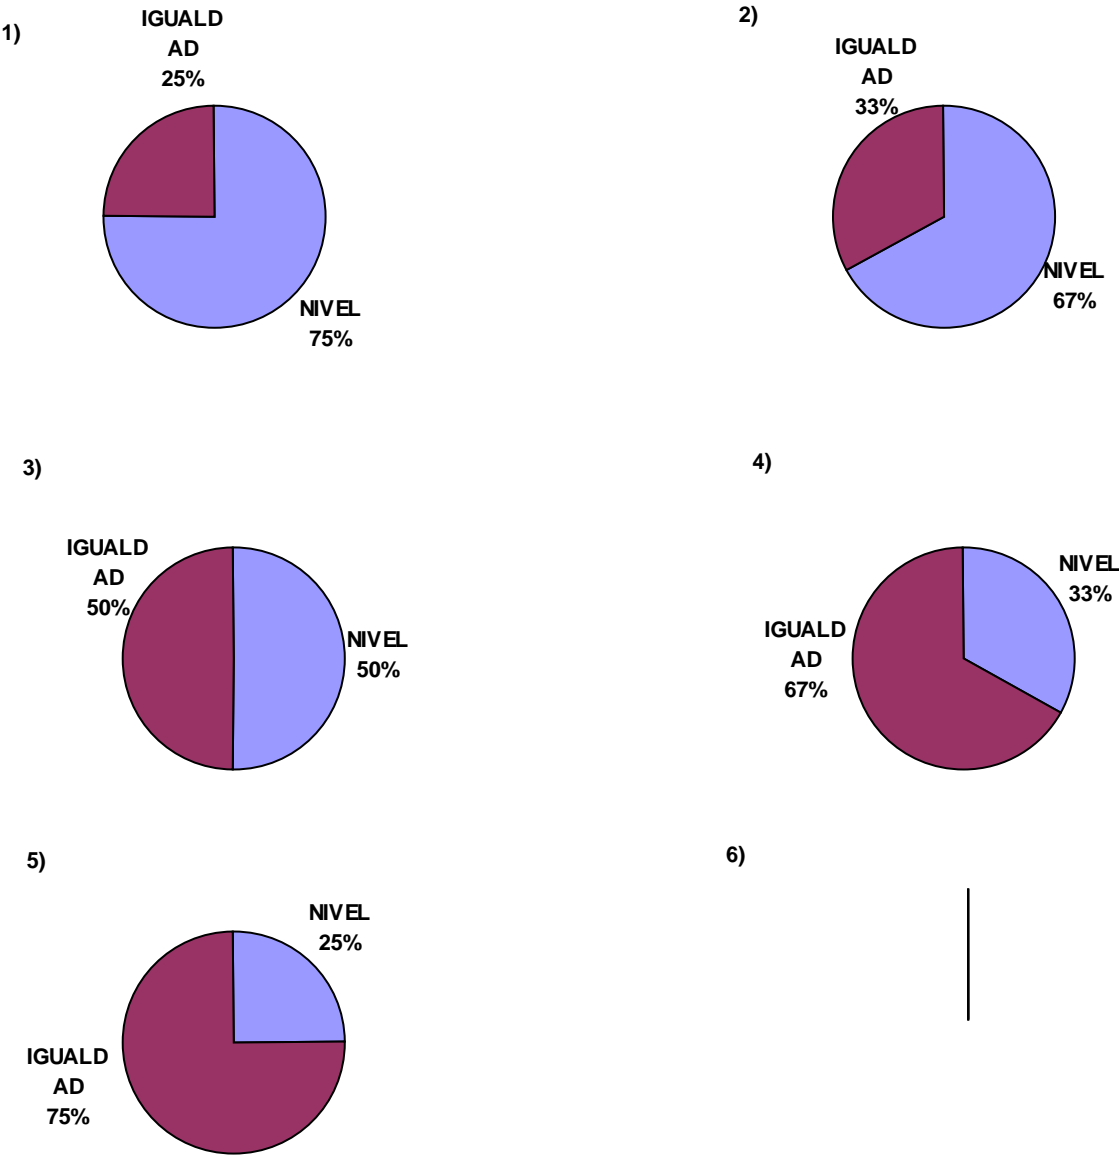 1)
IGUALD
AD
25%
NIVEL
75%
2)
IGUALD
AD
33%
NIVEL
67%
3)
IGUALD
AD
50%
NIVEL
50%
4)
NIVEL
33%
IGUALD
AD
67%
5)
NIVEL
25%
IGUALD
AD
75%
6)